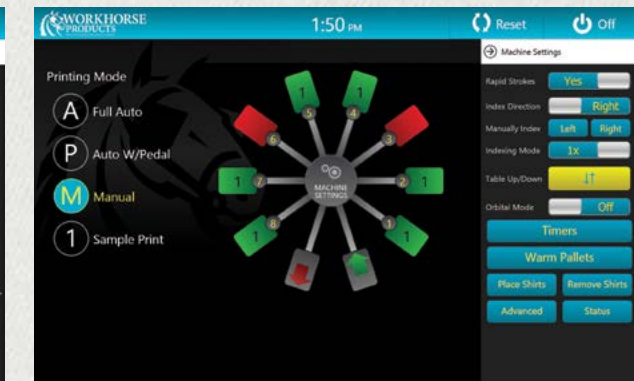 WORKHORSE
PRODUCTS
1:50 PM
Reset
Off
Machine Settings
Printing Mode
A Full Auto
P Auto W/Pedal
M Manual
1 Sample Print
1
1
5
4
6
3
1
7
MACHINE
SETTINGS
2
1
8
1
1
1
Rapid Strokes Yes
Index Direction Right
Manually Index Left Right
Indexing Mode 1x
Table Up/Down
Orbital Mode Off
Timers
Warm Pallets
Place Shirts Remove Shirts
Advanced Status